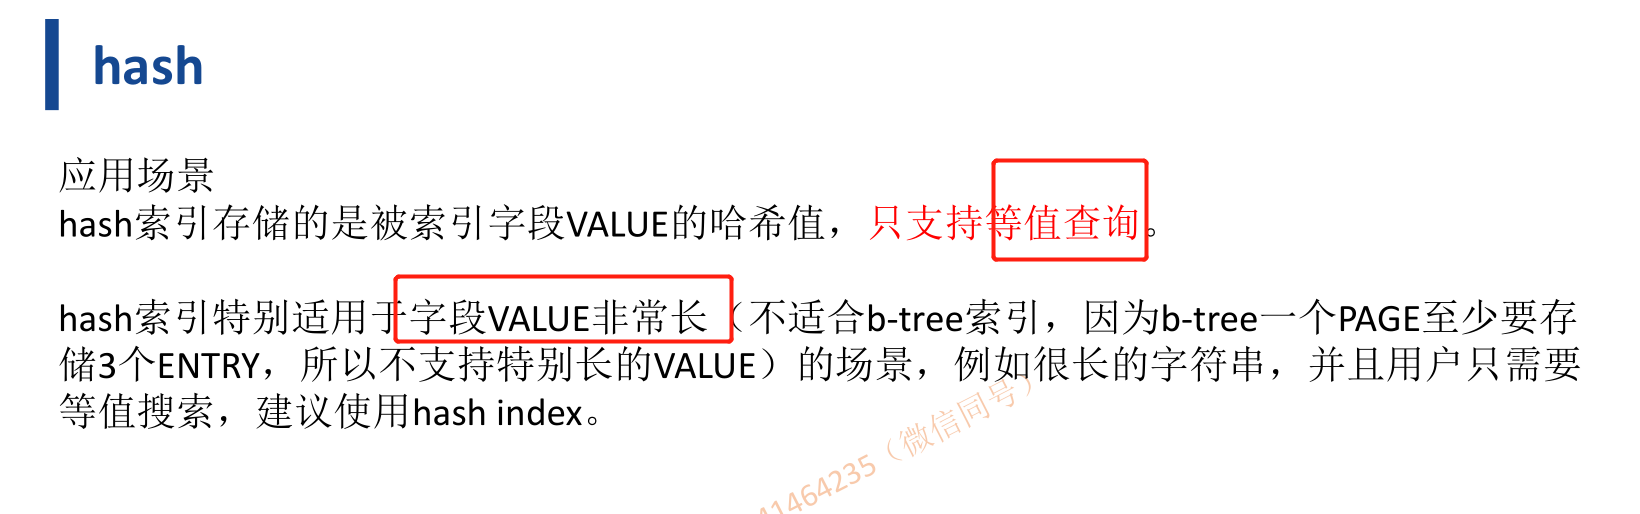 hash
应用场景
hash索引存储的是被索引字段VALUE的哈希值，只支持等值查询。
hash索引特别适用于字段VALUE非常长（不适合b-tree索引，因为b-tree一个PAGE至少要存
储3个ENTRY，所以不支持特别长的VALUE）的场景，例如很长的字符串，并且用户只需要
等值搜索，建议使用hash index。
41464235（微信同号）